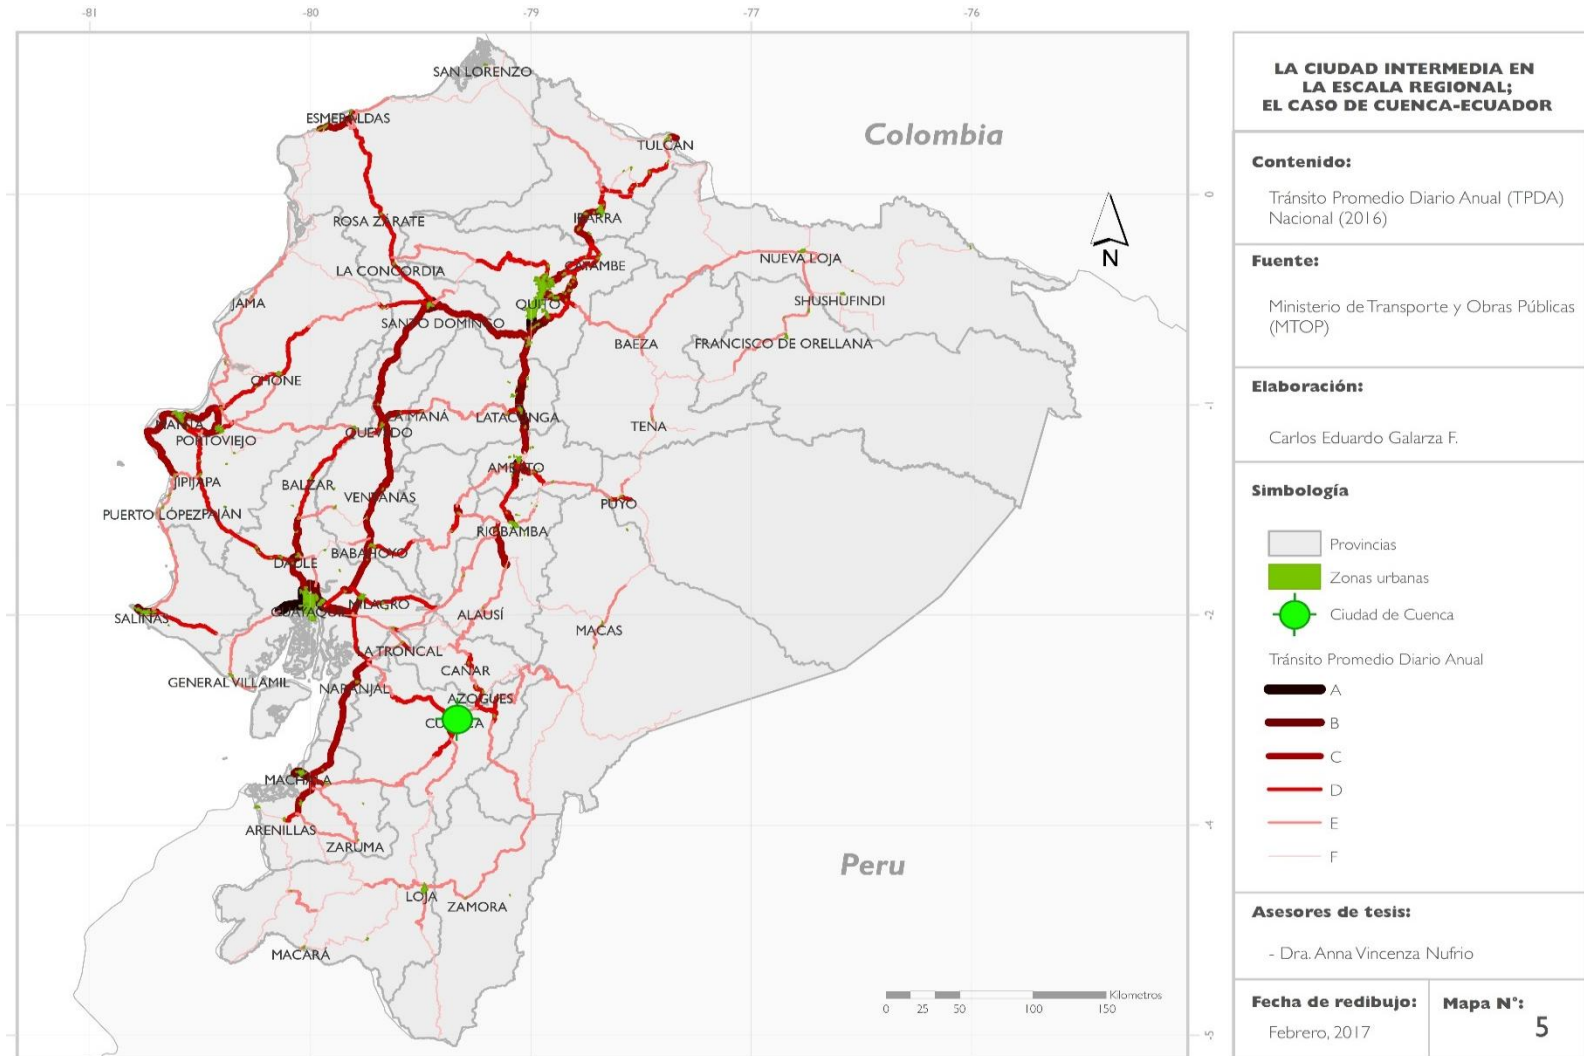 -81
-80
-79
-77
-76
SAN LORENZO
ESMERALDAS
Colombia
TULCÁN
0
IBARRA
ROSA ZÁRATE
N
CAYAMBE
LA CONCORDIA
NUEVA LOJA
JAMA
QUITO
SHUSHUFINDI
SANTO DOMINGO
BAEZA
FRANCISCO DE ORELLANA
CHONE
-1
LA MANÁ
LATACUNGA
MANTA
TENA
QUEVEDO
PORTOVIEJO
AMBATO
JIPIJAPA
BALZAR
VENTANAS
PUYO
PUERTO LÓPEZ
PAJÁN
RIOBAMBA
BABAHOYO
DAULE
GUAYAQUIL
MILAGRO
-2
SALINAS
ALAUSÍ
MACAS
LA TRONCAL
CAÑAR
GENERAL VILLAMIL
NARANJAL
AZOGUES
CUENCA
MACHALA
-4
ARENILLAS
ZARUMA
Peru
LOJA
ZAMORA
MACARÁ
Kilometros
0 25 50 100 150
-5
LA CIUDAD INTERMEDIA EN
LA ESCALA REGIONAL;
EL CASO DE CUENCA-ECUADOR
Contenido:
Tránsito Promedio Diario Anual (TPDA)
Nacional (2016)
Fuente:
Ministerio de Transporte y Obras Públicas
(MTOP)
Elaboración:
Carlos Eduardo Galarza F.
Simbología
Provincias
Zonas urbanas
Ciudad de Cuenca
Tránsito Promedio Diario Anual
A
B
C
D
E
F
Asesores de tesis:
- Dra. Anna Vincenza Nufrio
Fecha de redibujo:
Febrero, 2017
Mapa N°:
5